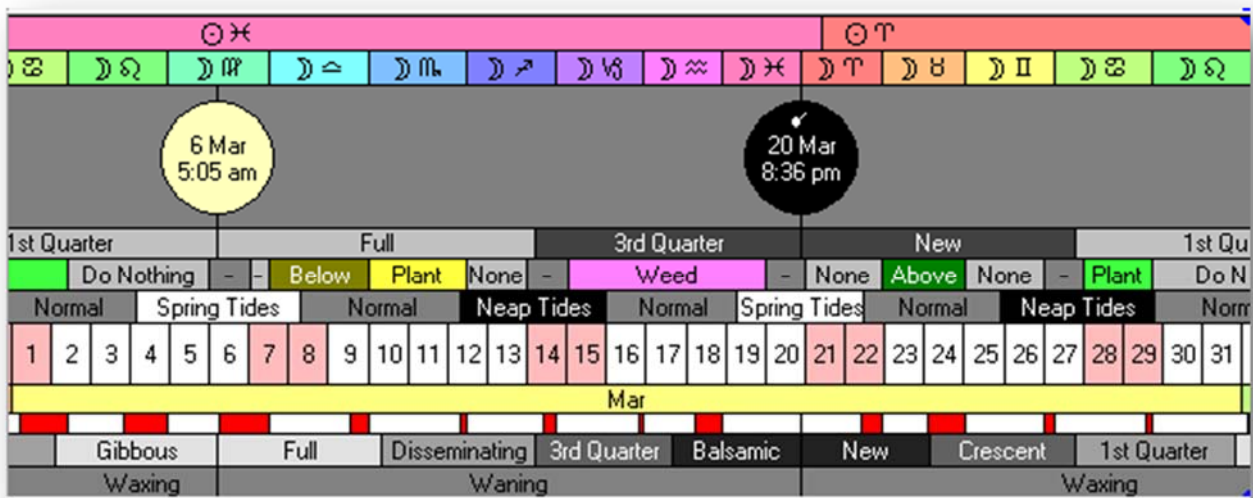 ☉♓ ☉♈
☽♋ ☽♌ ☽♍ ☽♎ ☽♏ ☽♐ ☽♑ ☽♒ ☽♓ ☽♈ ☽♉ ☽♊ ☽♋ ☽♌
6 Mar 20 Mar
5:05 am 8:36 pm
1st Quarter Full 3rd Quarter New 1st Qu
Do Nothing - - Below Plant None - Weed - None Above None - Plant Do N
Normal Spring Tides Normal Neap Tides Normal Spring Tides Normal Neap Tides Norm
1 2 3 4 5 6 7 8 9 10 11 12 13 14 15 16 17 18 19 20 21 22 23 24 25 26 27 28 29 30 31
Mar
Gibbous Full Disseminating 3rd Quarter Balsamic New Crescent 1st Quarter
Waxing Waning Waxing